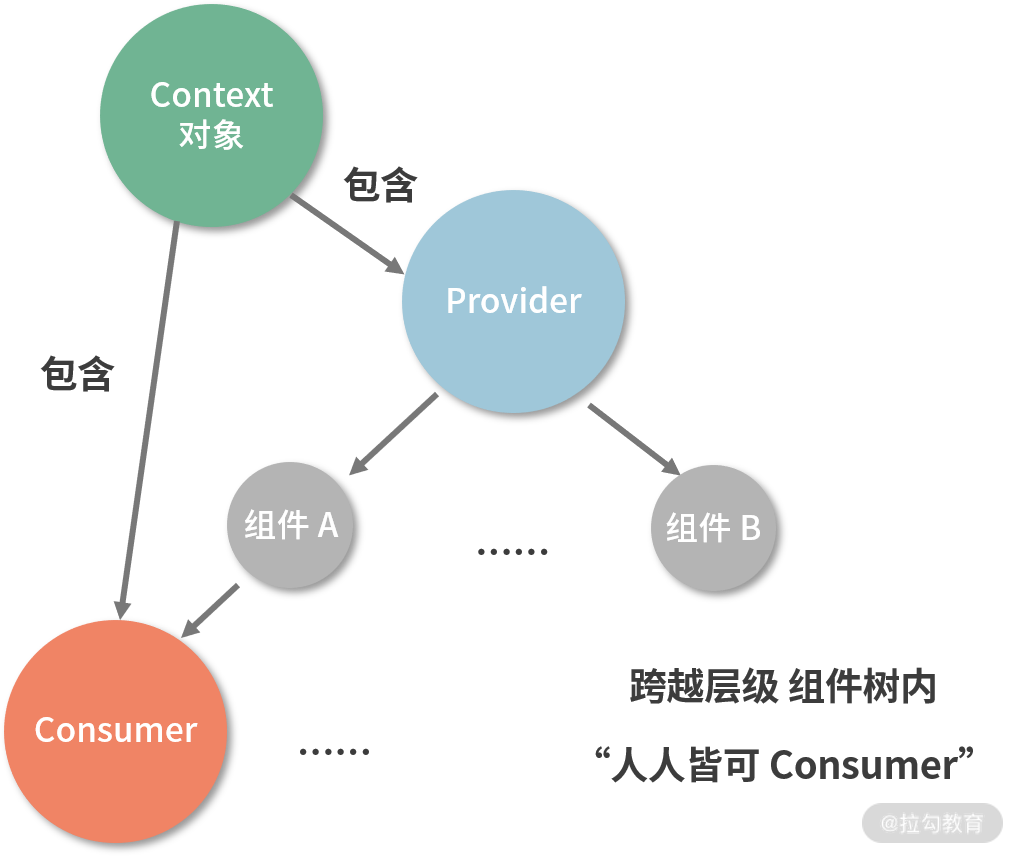 Context
对象
包含
Provider
包含
组件 A
……
组件 B
跨越层级 组件树内
Consumer
……
“人人皆可 Consumer”
@拉勾教育